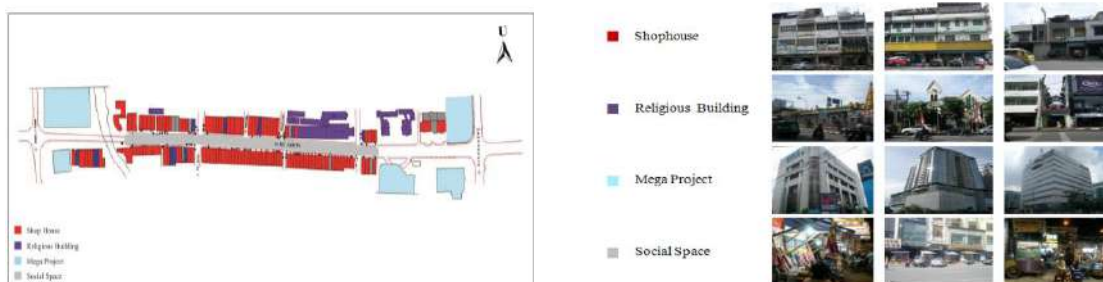 U
Shop House
Religious Building
Mega Project
Social Space
Shophouse
Religious Building
Mega Project
Social Space